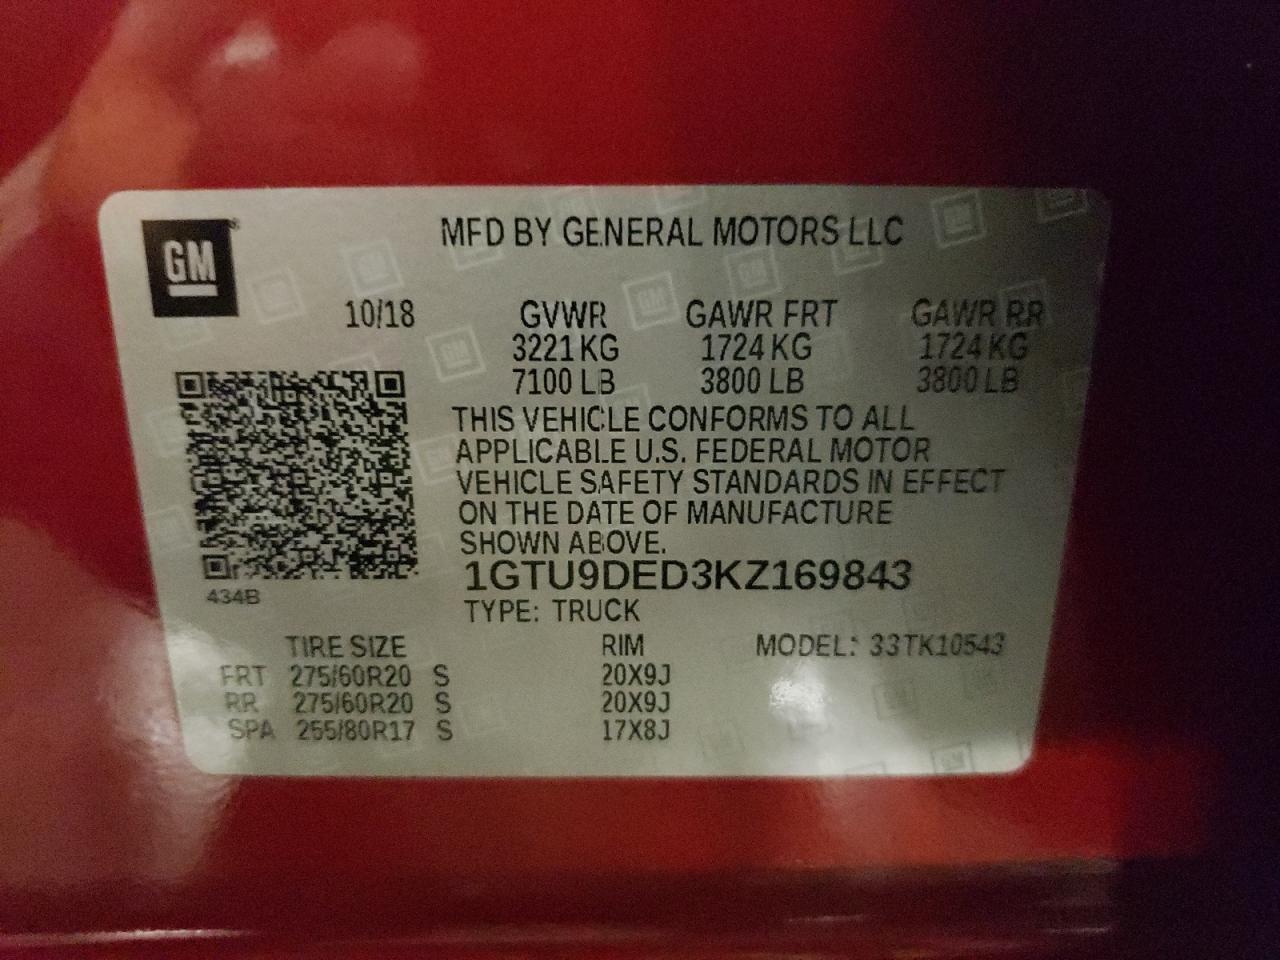 GM
MFD BY GENERAL MOTORS LLC
10/18 GVWR GAWR FRT GAWR RR
3221 KG 1724 KG 1724 KG
7100 LB 3800 LB 3800 LB
THIS VEHICLE CONFORMS TO ALL
APPLICABLE U.S. FEDERAL MOTOR
VEHICLE SAFETY STANDARDS IN EFFECT
ON THE DATE OF MANUFACTURE
SHOWN ABOVE.
1GTU9DED3KZ169843
434B
TYPE: TRUCK
TIRE SIZE RIM MODEL: 33TK10543
FRT 275/60R20 S 20X9J
RR 275/60R20 S 20X9J
SPA 255/80R17 S 17X8J